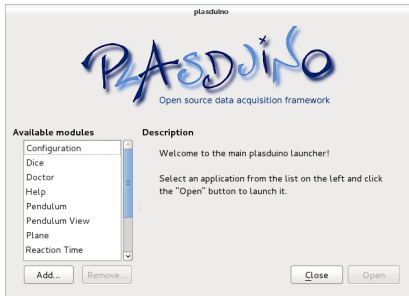 plasduino
PLASDUiNO
Open source data acquisition framework
Available modules
Configuration
Dice
Doctor
Help
Pendulum
Pendulum View
Plane
Reaction Time
Add...
Remove...
Description
Welcome to the main plasduino launcher!
Select an application from the list on the left and click
the "Open" button to launch it.
Close
Open